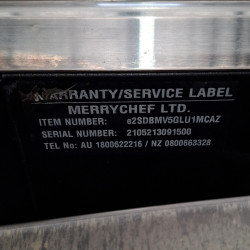 WARRANTY/SERVICE LABEL
MERRYCHEF LTD.
ITEM NUMBER e2SDBMV5GLU1MCAZ
SERIAL NUMBER: 2105213091500
TEL No: AU 1800622216 / NZ 0800663328